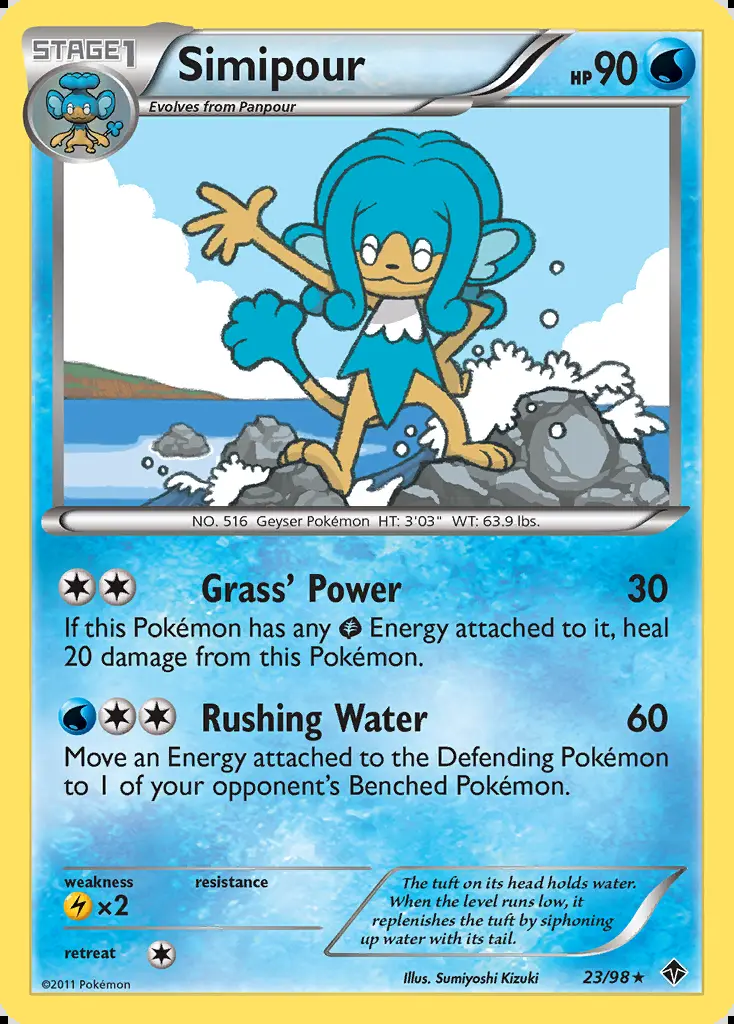 STAGE1
Simipour
HP 90
Evolves from Panpour
NO. 516 Geyser Pokémon HT: 3'03" WT: 63.9 lbs.
Grass' Power 30
If this Pokémon has any Energy attached to it, heal
20 damage from this Pokémon.
Rushing Water 60
Move an Energy attached to the Defending Pokémon
to 1 of your opponent's Benched Pokémon.
weakness resistance
×2
retreat
The tuft on its head holds water.
When the level runs low, it
replenishes the tuft by siphoning
up water with its tail.
©2011 Pokémon
Illus. Sumiyoshi Kizuki
23/98 ★